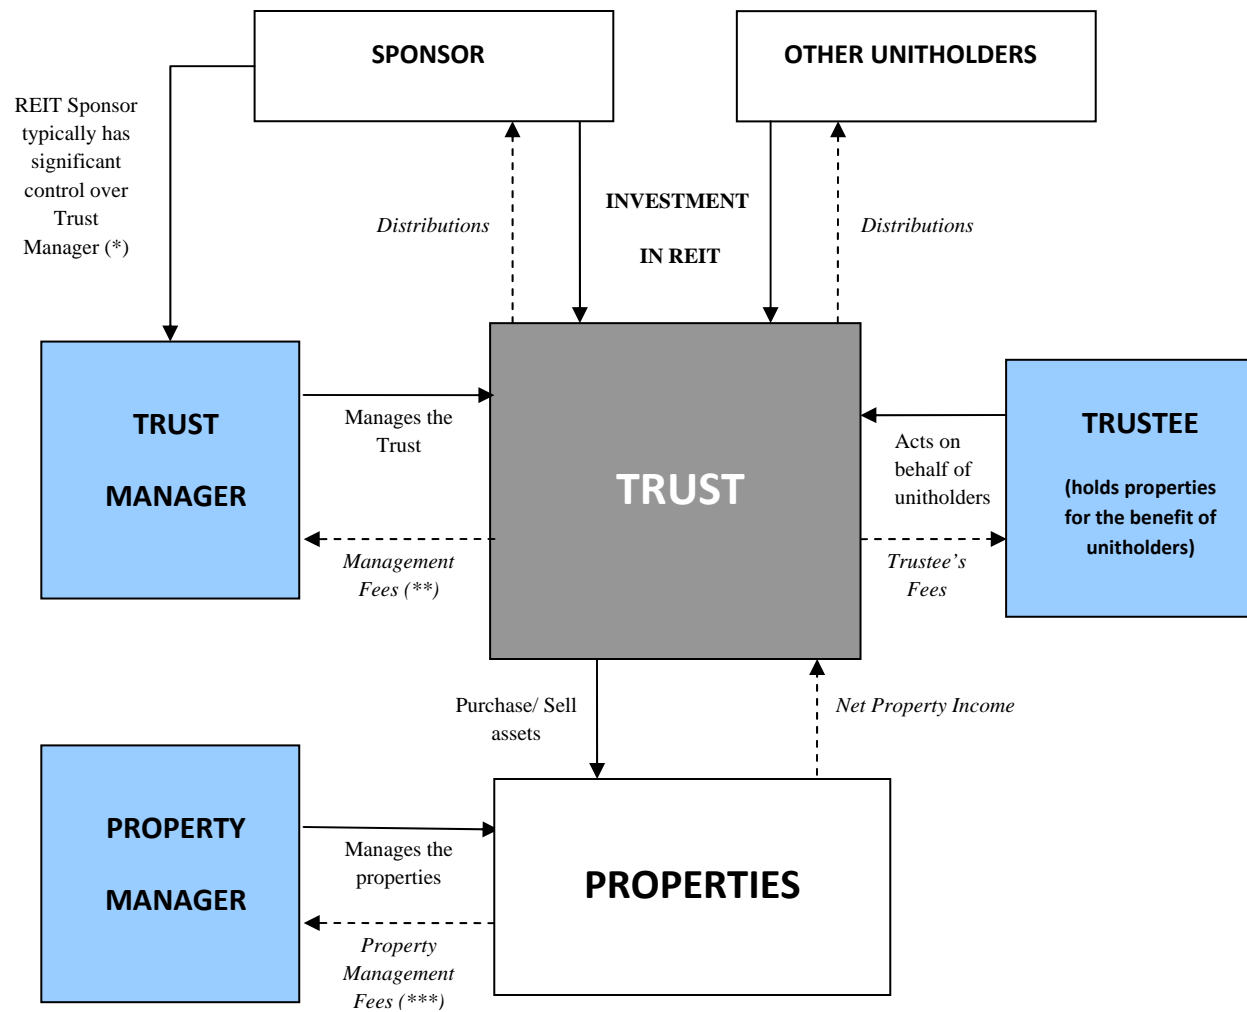 SPONSOR
OTHER UNITHOLDERS
REIT Sponsor
typically has
significant
control over
Trust
Manager (*)
Distributions
INVESTMENT
IN REIT
Distributions
TRUST
MANAGER
Manages the
Trust
Management
Fees (**)
TRUST
Acts on
behalf of
unitholders
Trustee’s
Fees
TRUSTEE
(holds properties
for the benefit of
unitholders)
Purchase/ Sell
assets
Net Property Income
PROPERTY
MANAGER
Manages the
properties
Property
Management
Fees (***)
PROPERTIES